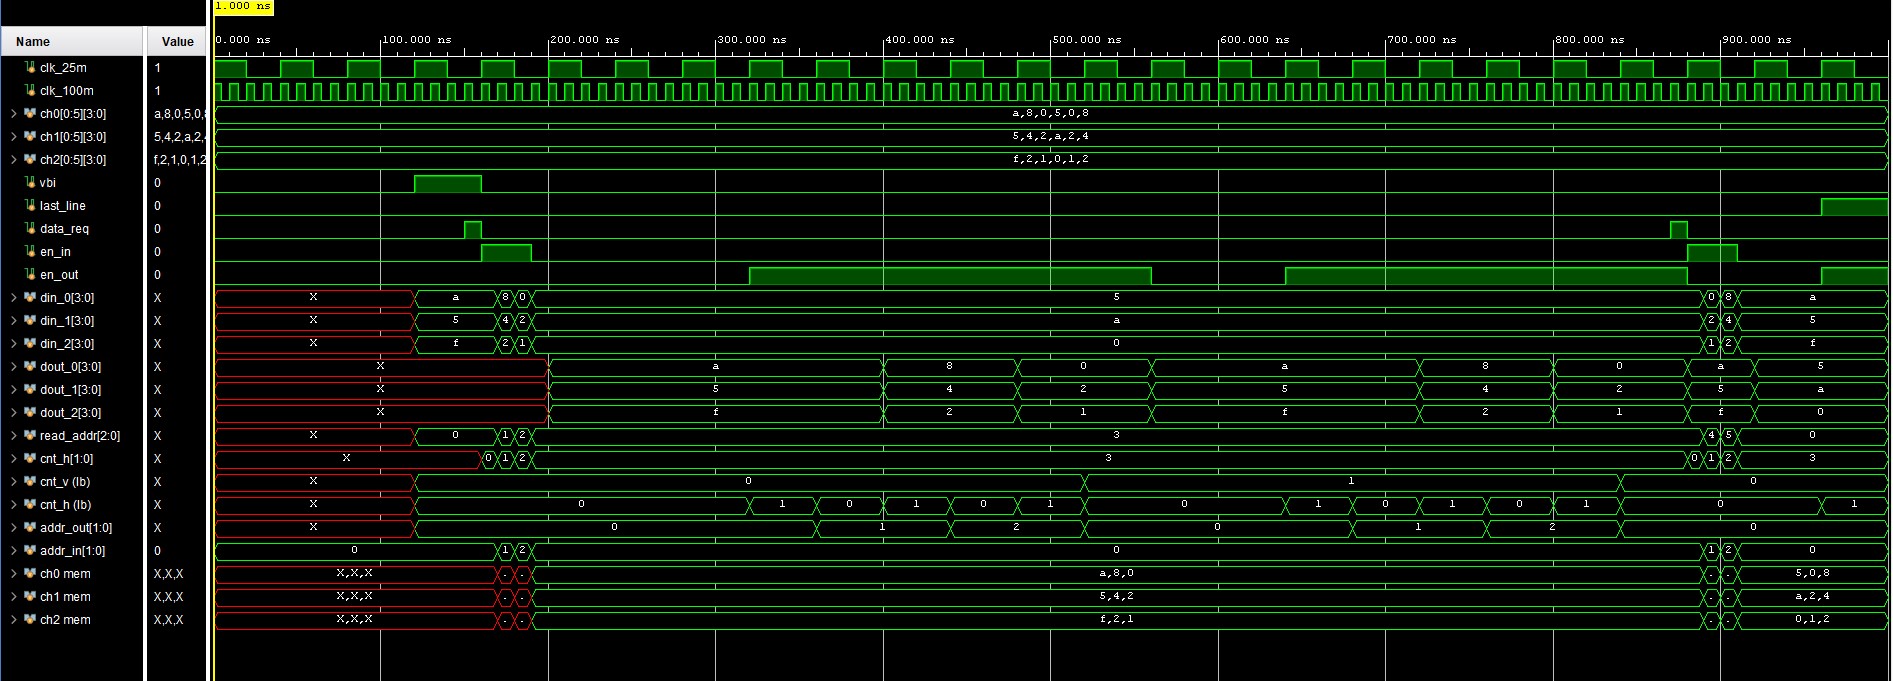 1.000 ns
0.000 ns 100.000 ns 200.000 ns 300.000 ns 400.000 ns 500.000 ns 600.000 ns 700.000 ns 800.000 ns 900.000 ns
Name Value
clk_25m 1
clk_100m 1
ch0[0:5][3:0] a,8,0,5,0,8 a,8,0,5,0,8
ch1[0:5][3:0] 5,4,2,a,2,4 5,4,2,a,2,4
ch2[0:5][3:0] f,2,1,0,1,2 f,2,1,0,1,2
vbi 0
last_line 0
data_req 0
en_in 0
en_out 0
din_0[3:0] X X a 8 0 5 0 8 a
din_1[3:0] X X 5 4 2 a 2 4 5
din_2[3:0] X X f 2 1 0 1 2 f
dout_0[3:0] X X a 8 0 a 8 0 a 5
dout_1[3:0] X X 5 4 2 5 4 2 5 a
dout_2[3:0] X X f 2 1 f 2 1 f 0
read_addr[2:0] X X 0 1 2 3 4 5 0
cnt_h[1:0] X X 0 1 2 3 0 1 2 3
cnt_v (lb) X X 0 1 0
cnt_h (lb) X X 0 1 0 1 0 1 0 1 0 1 0 1 0 1
addr_out[1:0] X X 0 1 2 0 1 2 0
addr_in[1:0] 0 0 1 2 0 1 2 0
ch0 mem X,X,X X,X,X . . a,8,0 . . 5,0,8
ch1 mem X,X,X X,X,X . . 5,4,2 . . a,2,4
ch2 mem X,X,X X,X,X . . f,2,1 . . 0,1,2